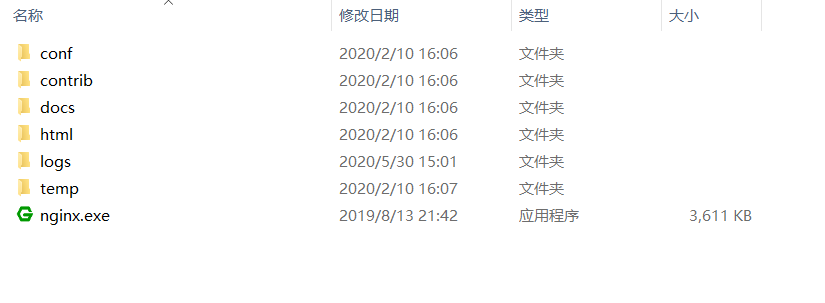 名称 修改日期 类型 大小
conf 2020/2/10 16:06 文件夹
contrib 2020/2/10 16:06 文件夹
docs 2020/2/10 16:06 文件夹
html 2020/2/10 16:06 文件夹
logs 2020/5/30 15:01 文件夹
temp 2020/2/10 16:07 文件夹
nginx.exe 2019/8/13 21:42 应用程序 3,611 KB